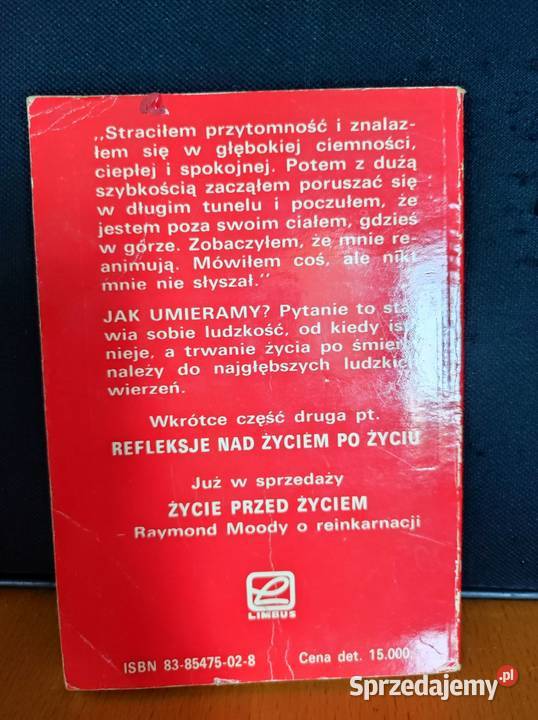 „Straciłem przytomność i znalaz-
łem się w głębokiej ciemności,
ciepłej i spokojnej. Potem z dużą
szybkością zacząłem poruszać się
w długim tunelu i poczułem, że
jestem poza swoim ciałem, gdzieś
w górze. Zobaczyłem, że mnie re-
animują. Mówiłem coś, ale nikt
mnie nie słyszał.”
JAK UMIERAMY? Pytanie to sta-
wia sobie ludzkość, od kiedy ist-
nieje, a trwanie życia po śmierci
należy do najgłębszych ludzkich
wierzeń.
Wkrótce część druga pt.
REFLEKSJE NAD ŻYCIEM PO ŻYCIU
Już w sprzedaży
ŻYCIE PRZED ŻYCIEM
Raymond Moody o reinkarnacji
LIMBUS
ISBN 83-85475-02-8 Cena det. 15.000,
Sprzedajemy.pl